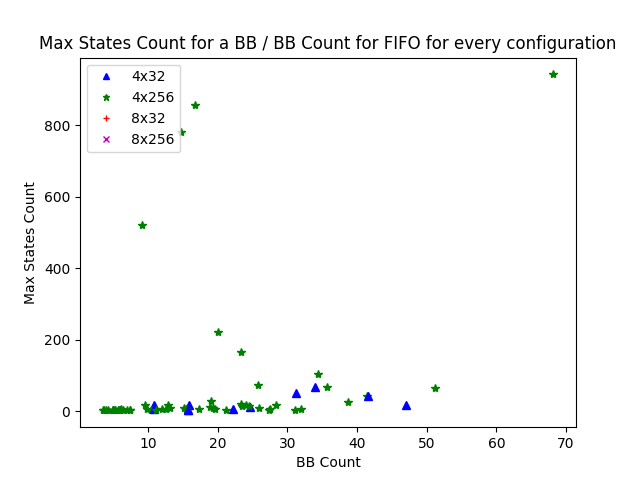 Max States Count for a BB / BB Count for FIFO for every configuration
4x32
4x256
8x32
8x256
800
600
400
200
0
Max States Count
10 20 30 40 50 60 70
BB Count